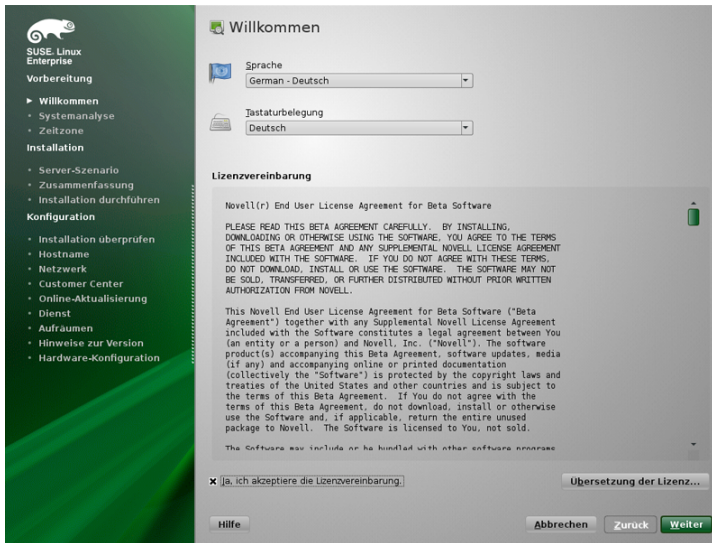 SUSE. Linux
Enterprise
Vorbereitung
Willkommen
Systemanalyse
Zeitzone
Installation
Server-Szenario
Zusammenfassung
Installation durchführen
Konfiguration
Installation überprüfen
Hostname
Netzwerk
Customer Center
Online-Aktualisierung
Dienst
Aufräumen
Hinweise zur Version
Hardware-Konfiguration
Willkommen
Sprache
German - Deutsch
Tastaturbelegung
Deutsch
Lizenzvereinbarung
Novell(r) End User License Agreement for Beta Software
PLEASE READ THIS BETA AGREEMENT CAREFULLY. BY INSTALLING,
DOWNLOADING OR OTHERWISE USING THE SOFTWARE, YOU AGREE TO THE TERMS
OF THIS BETA AGREEMENT AND ANY SUPPLEMENTAL NOVELL LICENSE AGREEMENT
INCLUDED WITH THE SOFTWARE. IF YOU DO NOT AGREE WITH THESE TERMS,
DO NOT DOWNLOAD, INSTALL OR USE THE SOFTWARE. THE SOFTWARE MAY NOT
BE SOLD, TRANSFERRED, OR FURTHER DISTRIBUTED WITHOUT PRIOR WRITTEN
AUTHORIZATION FROM NOVELL.
This Novell End User License Agreement for Beta Software ("Beta
Agreement") together with any Supplemental Novell License Agreement
included with the Software constitutes a legal agreement between You
(an entity or a person) and Novell, Inc. ("Novell"). The software
product(s) accompanying this Beta Agreement, software updates, media
(if any) and accompanying online or printed documentation
(collectively the "Software") is protected by the copyright laws and
treaties of the United States and other countries and is subject to
the terms of this Beta Agreement. If You do not agree with the
terms of this Beta Agreement, do not download, install or otherwise
use the Software and, if applicable, return the entire unused
package to Novell. The Software is licensed to You, not sold.
The Software may include or be bundled with other software programs
Ja, ich akzeptiere die Lizenzvereinbarung.
Übersetzung der Lizenz...
Hilfe
Abbrechen
Zurück
Weiter